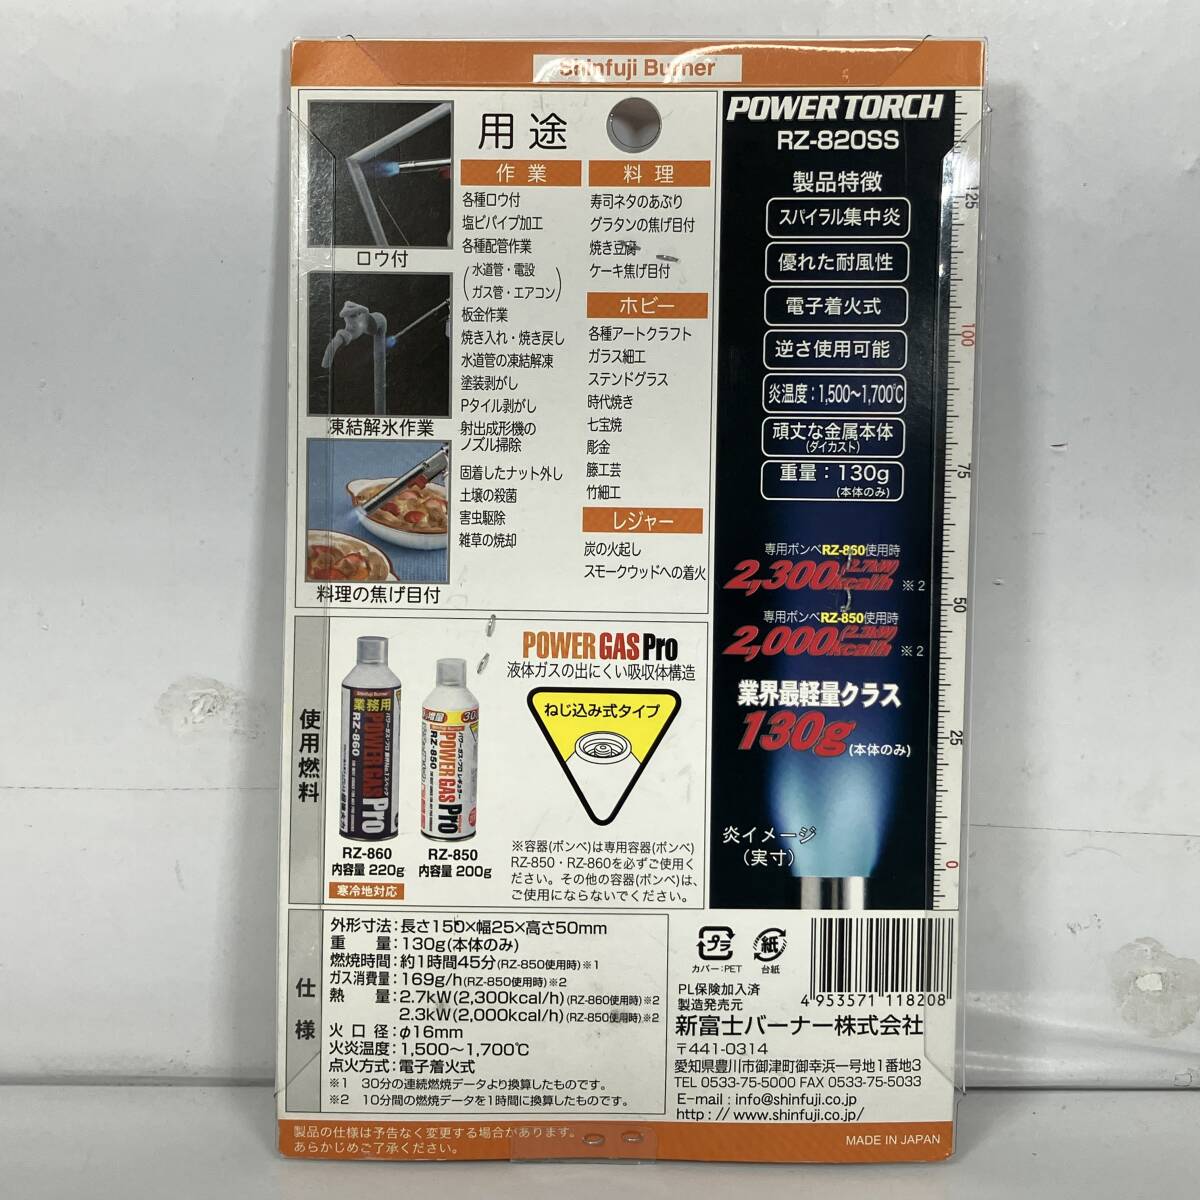 Shinfuji Burner
用途
ロウ付
凍結解氷作業
料理の焦げ目付
作業
各種ロウ付
塩ビパイプ加工
各種配管作業
(水道管・電設
ガス管・エアコン)
板金作業
焼き入れ・焼き戻し
水道管の凍結解凍
塗装剥がし
Pタイル剥がし
射出成形機の
ノズル掃除
固着したナット外し
土壌の殺菌
害虫駆除
雑草の焼却
料理
寿司ネタのあぶり
グラタンの焦げ目付
焼き豆腐
ケーキ焦げ目付
ホビー
各種アートクラフト
ガラス細工
ステンドグラス
時代焼き
七宝焼
彫金
籐工芸
竹細工
レジャー
炭の火起し
スモークウッドへの着火
POWER TORCH
RZ-820SS
製品特徴
スパイラル集中炎
優れた耐風性
電子着火式
逆さ使用可能
炎温度:1,500〜1,700℃
頑丈な金属本体
(ダイカスト)
重量:130g
(本体のみ)
専用ボンベRZ-860使用時
2,300kcal/h (2.7kW) ※2
専用ボンベRZ-850使用時
2,000kcal/h (2.3kW) ※2
業界最軽量クラス
130g(本体のみ)
炎イメージ
(実寸)
125
100
75
50
25
0
使用燃料
Shinfuji Burner
業務用
RZ-860
POWER GAS Pro
RZ-850
POWER GAS Pro
RZ-860
内容量 220g
寒冷地対応
RZ-850
内容量 200g
POWER GAS Pro
液体ガスの出にくい吸収体構造
ねじ込み式タイプ
※容器(ボンベ)は専用容器(ボンベ)
RZ-850・RZ-860を必ずご使用く
ださい。その他の容器(ボンベ)は、
ご使用にならないでください。
仕様
外形寸法:長さ150×幅25×高さ50mm
重 量:130g(本体のみ)
燃焼時間:約1時間45分(RZ-850使用時)※1
ガス消費量:169g/h(RZ-850使用時)※2
熱 量:2.7kW(2,300kcal/h)(RZ-860使用時)※2
2.3kW(2,000kcal/h)(RZ-850使用時)※2
火口径:φ16mm
火炎温度:1,500〜1,700℃
点火方式:電子着火式
※1 30分の連続燃焼データより換算したものです。
※2 10分間の燃焼データを1時間に換算したものです。
プラ
カバー:PET
紙
台紙
4 953571 118208
PL保険加入済
製造発売元
新富士バーナー株式会社
〒441-0314
愛知県豊川市御津町御幸浜一号地1番地3
TEL 0533-75-5000 FAX 0533-75-5033
E-mail : info@shinfuji.co.jp
http : // www.shinfuji.co.jp/
製品の仕様は予告なく変更する場合があります。
あらかじめご了承ください。
MADE IN JAPAN